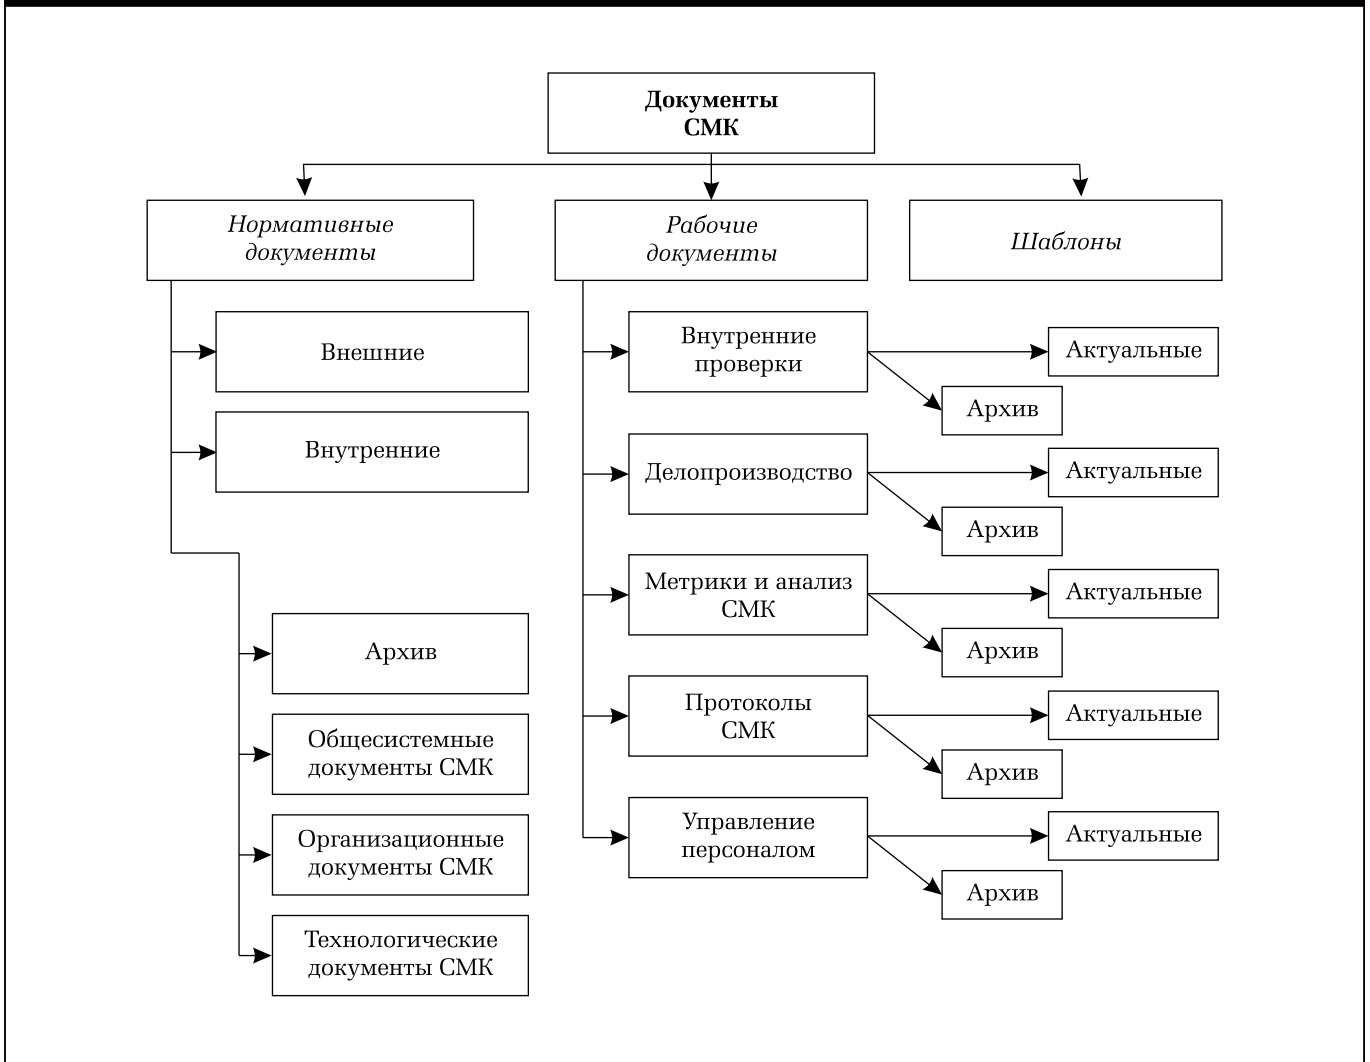 Документы
СМК
Нормативные
документы
Рабочие
документы
Шаблоны
Внешние
Внутренние
Архив
Общесистемные
документы СМК
Организационные
документы СМК
Технологические
документы СМК
Внутренние
проверки
Актуальные
Архив
Делопроизводство
Актуальные
Архив
Метрики и анализ
СМК
Актуальные
Архив
Протоколы
СМК
Актуальные
Архив
Управление
персоналом
Актуальные
Архив